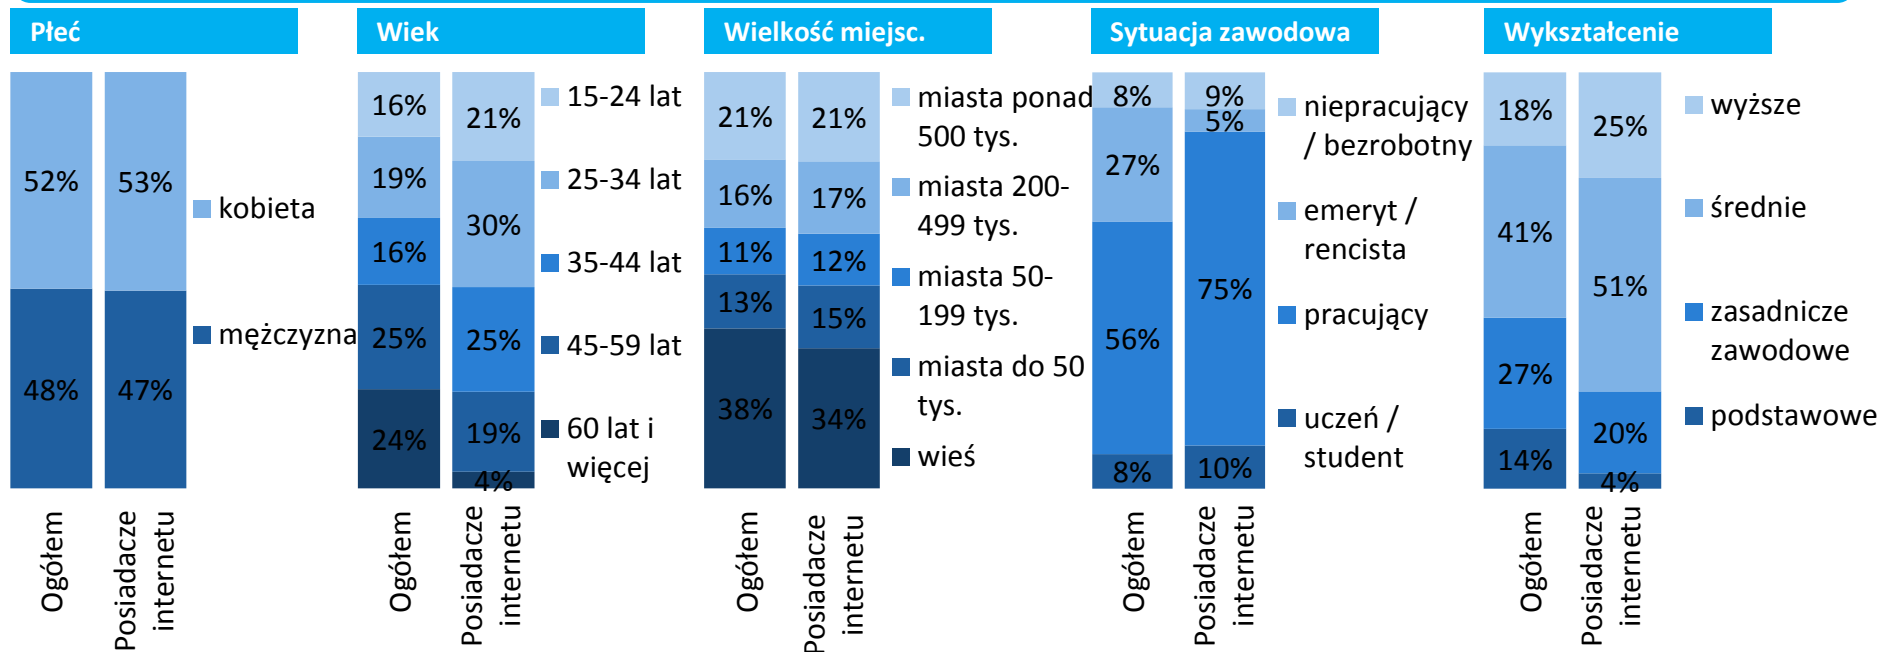 Płeć
52%
53%
48%
47%
kobieta
mężczyzna
Ogółem
Posiadacze
internetu
Wiek
16%
21%
19%
30%
16%
25%
25%
19%
24%
4%
15-24 lat
25-34 lat
35-44 lat
45-59 lat
60 lat i
więcej
Ogółem
Posiadacze
internetu
Wielkość miejsc.
21%
21%
16%
17%
11%
12%
13%
15%
38%
34%
miasta ponad
500 tys.
miasta 200-
499 tys.
miasta 50-
199 tys.
miasta do 50
tys.
wieś
Ogółem
Posiadacze
internetu
Sytuacja zawodowa
8%
9%
5%
27%
75%
56%
8%
10%
niepracujący
/ bezrobotny
emeryt /
rencista
pracujący
uczeń /
student
Ogółem
Posiadacze
internetu
Wykształcenie
18%
25%
41%
51%
27%
20%
14%
4%
wyższe
średnie
zasadnicze
zawodowe
podstawowe
Ogółem
Posiadacze
internetu